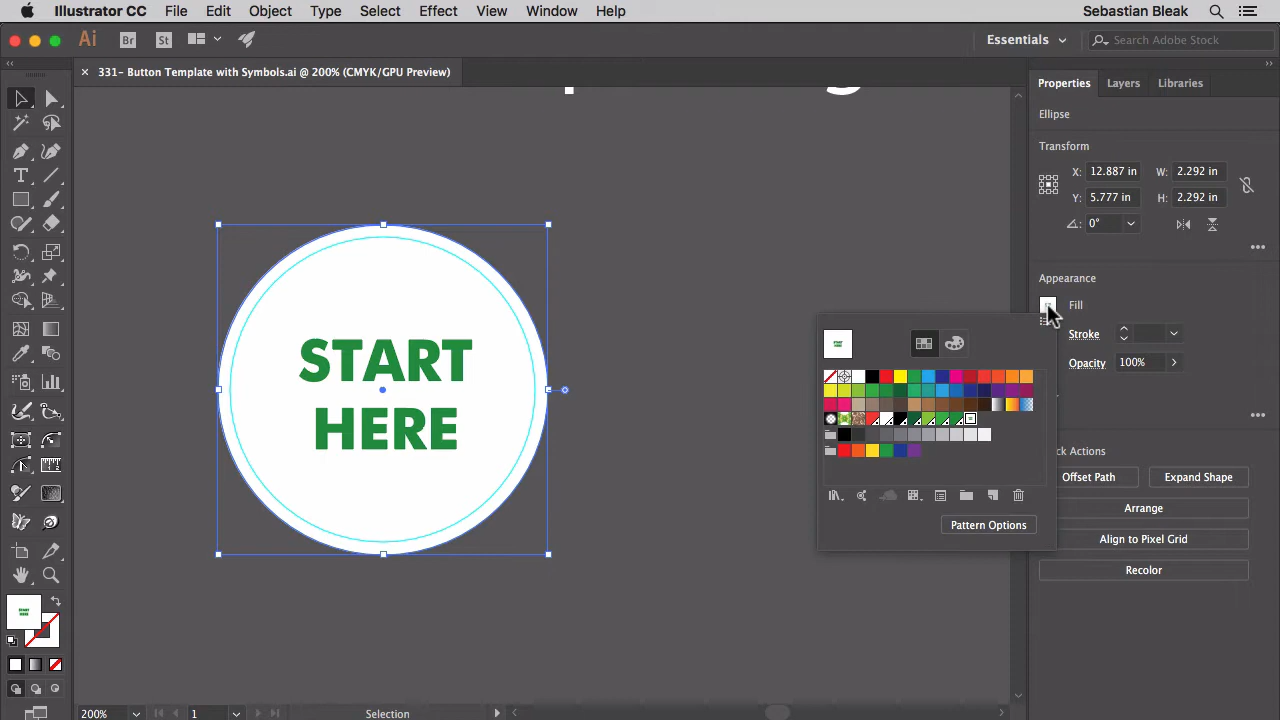 Illustrator CC File Edit Object Type Select Effect View Window Help Sebastian Bleak
Ai Br St Essentials Search Adobe Stock
331- Button Template with Symbols.ai @ 200% (CMYK/GPU Preview)
Properties Layers Libraries
Ellipse
Transform
X: 12.887 in W: 2.292 in
Y: 5.777 in H: 2.292 in
0°
Appearance
Fill
Stroke
Opacity 100%
START
HERE
Pattern Options
ck Actions
Offset Path Expand Shape
Arrange
Align to Pixel Grid
Recolor
START
HERE
200% 1 Selection